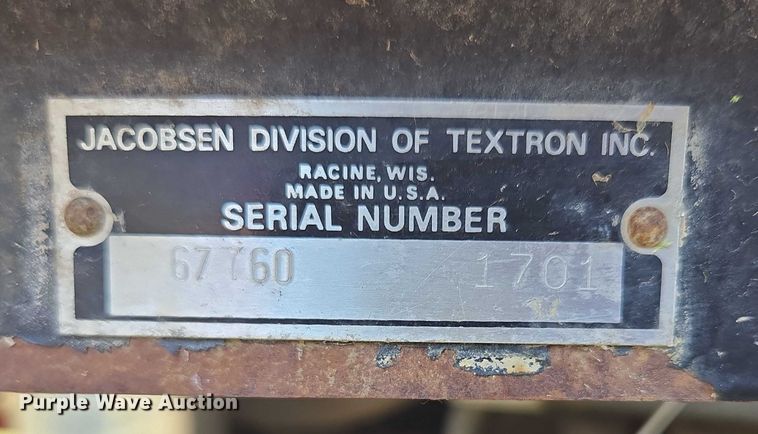 JACOBSEN DIVISION OF TEXTRON INC.
RACINE, WIS.
MADE IN U.S.A.
SERIAL NUMBER
67760 1701
Purple Wave Auction